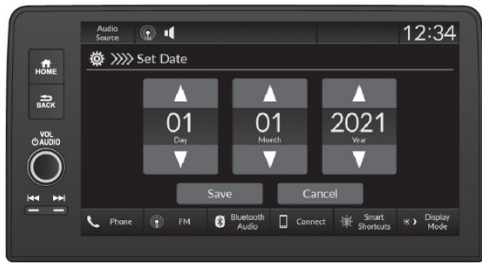 Audio
Source
12:34
HOME
Set Date
BACK
01
Day
01
Month
2021
Year
VOL
AUDIO
Save
Cancel
Phone
FM
Bluetooth
Audio
Connect
Smart
Shortcuts
Display
Mode